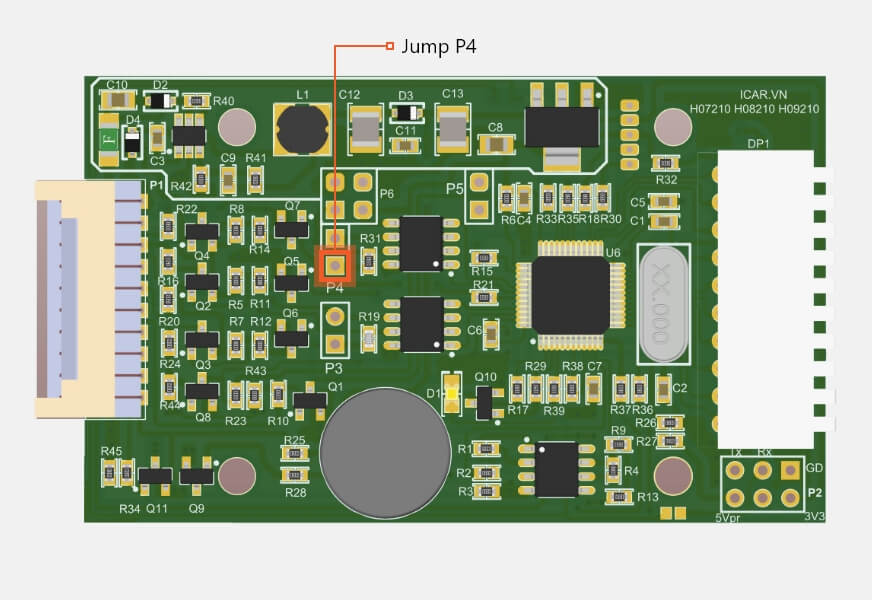 Jump P4
C10
D2
R40
D4
F
C3
R42
C9
R41
L1
C12
D3
C11
C13
C8
ICAR.VN
H07210 H08210 H09210
DP1
R32
C5
C1
P1
P6
P5
R6
C4
R33
R35
R18
R30
R22
R8
Q7
Q4
R14
R31
R15
U6
R16
Q5
P4
Q2
R5
R11
R21
XX.000
R20
R7
R12
Q6
R19
C6
R24
Q3
R43
P3
R44
Q8
R23
R10
Q1
D1
Q10
R17
R29
R39
R38
C7
R37
R36
C2
R26
R27
R45
R34
Q11
Q9
R25
R28
R1
R2
R3
R9
R4
R13
Tx
Rx
GD
P2
5Vpr
3V3